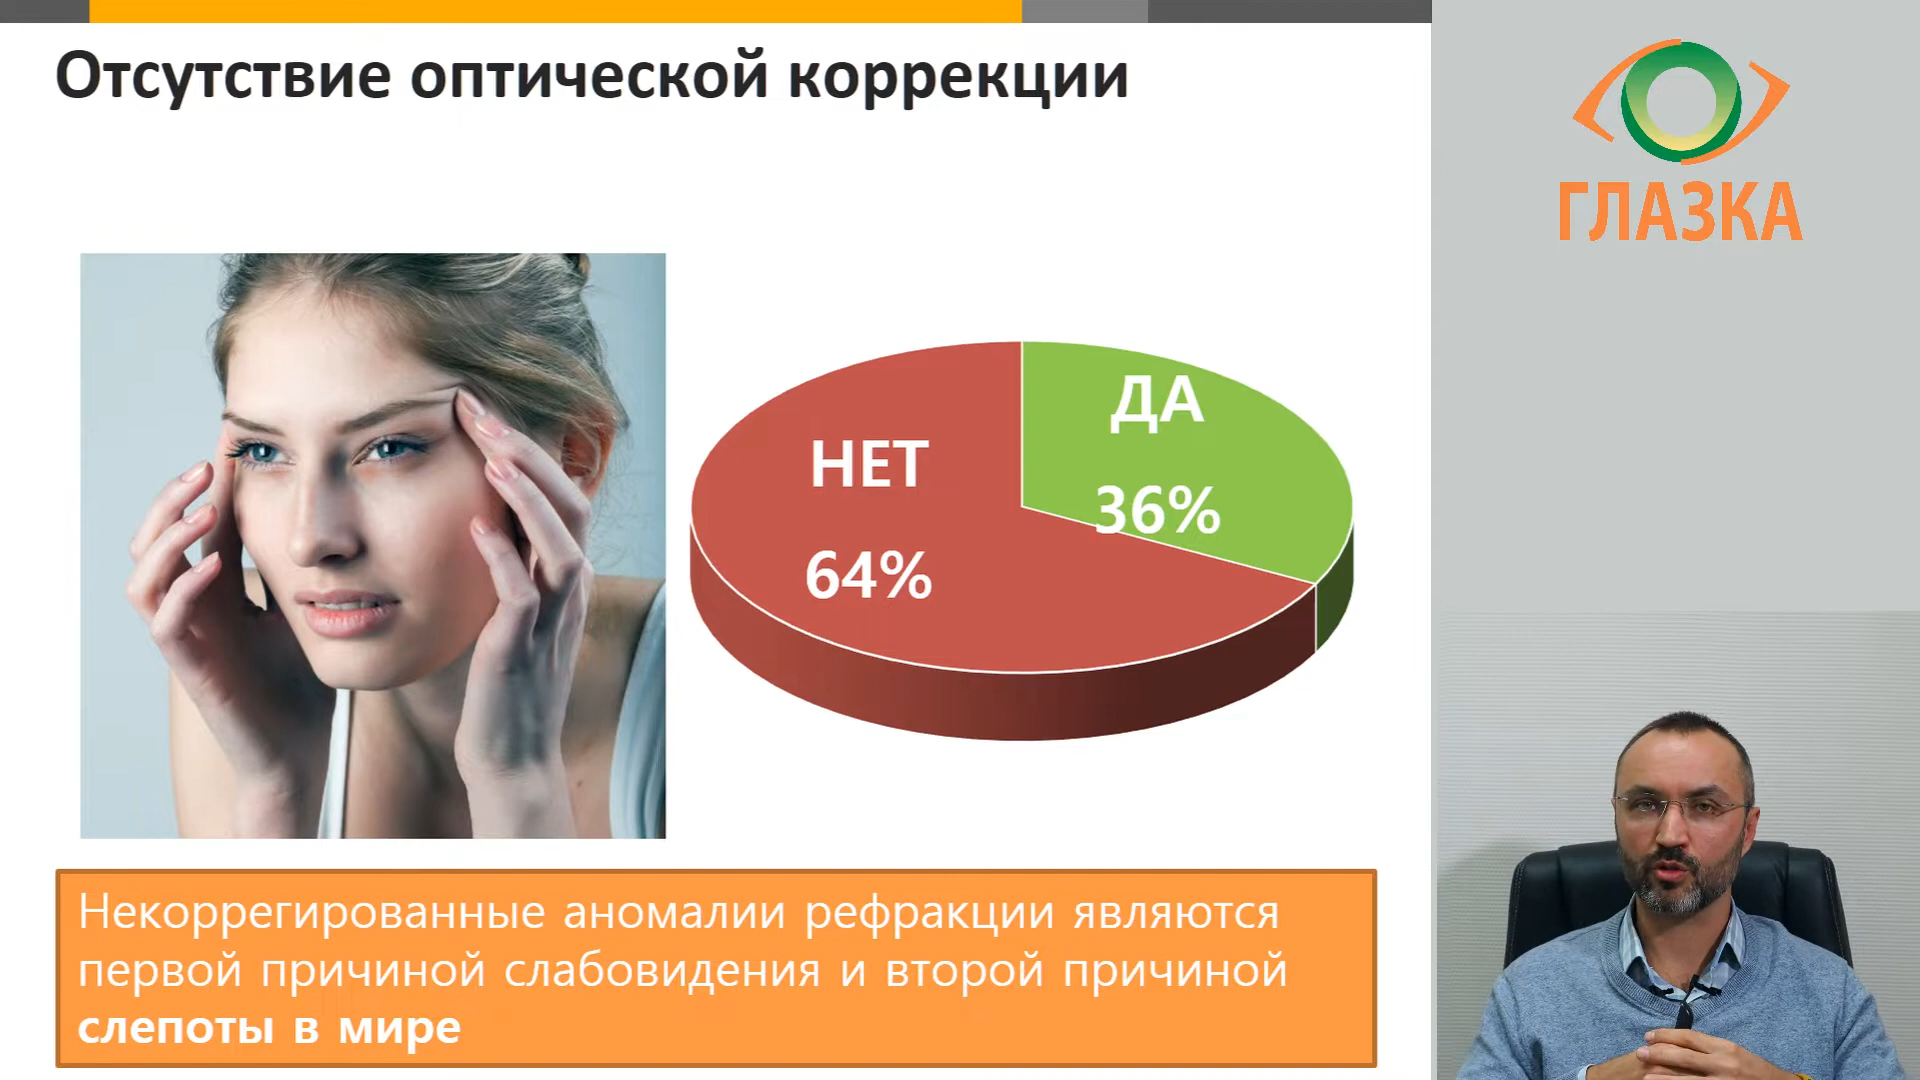 Отсутствие оптической коррекции
ГЛАЗКА
ДА
36%
НЕТ
64%
Некоррегированные аномалии рефракции являются
первой причиной слабовидения и второй причиной
слепоты в мире